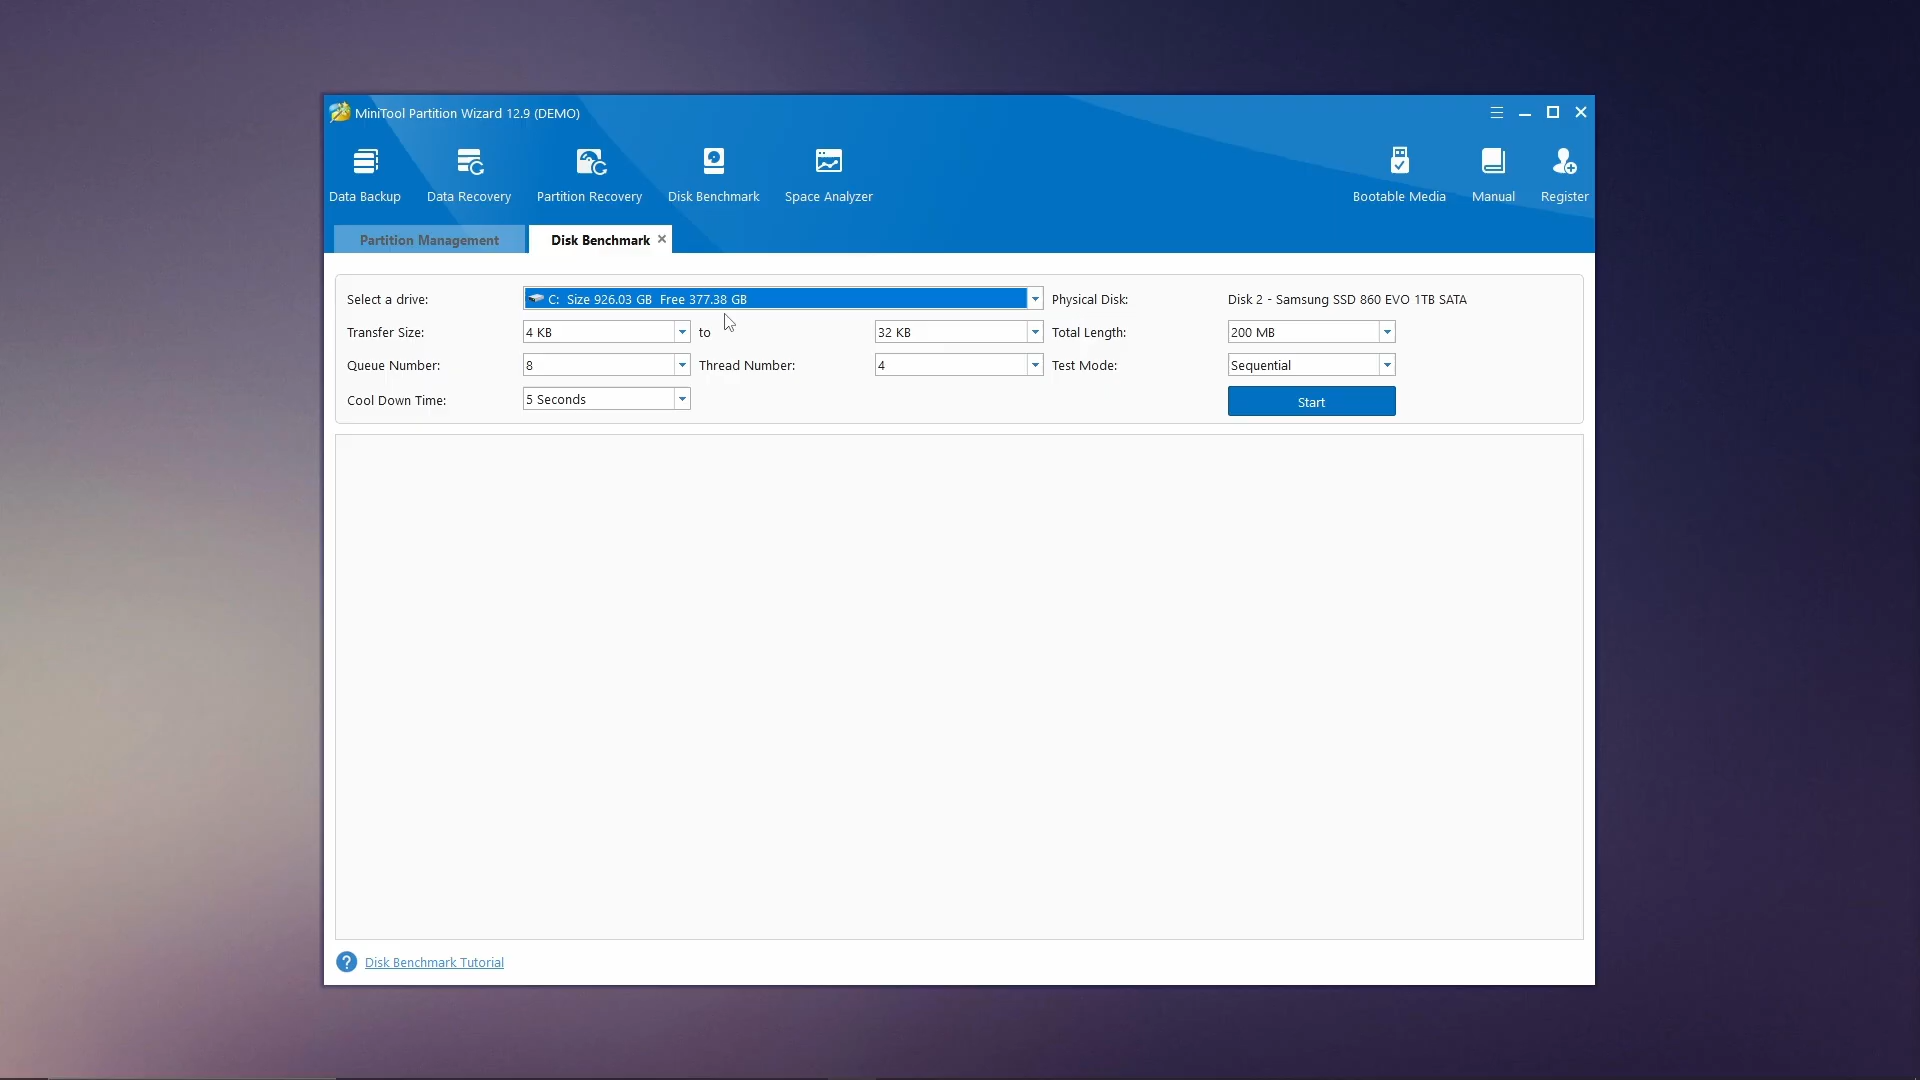 MiniTool Partition Wizard 12.9 (DEMO)
Data Backup Data Recovery Partition Recovery Disk Benchmark Space Analyzer Bootable Media Manual Register
Partition Management Disk Benchmark
Select a drive: C: Size 926.03 GB Free 377.38 GB Physical Disk: Disk 2 - Samsung SSD 860 EVO 1TB SATA
Transfer Size: 4 KB to 32 KB Total Length: 200 MB
Queue Number: 8 Thread Number: 4 Test Mode: Sequential
Cool Down Time: 5 Seconds Start
? Disk Benchmark Tutorial